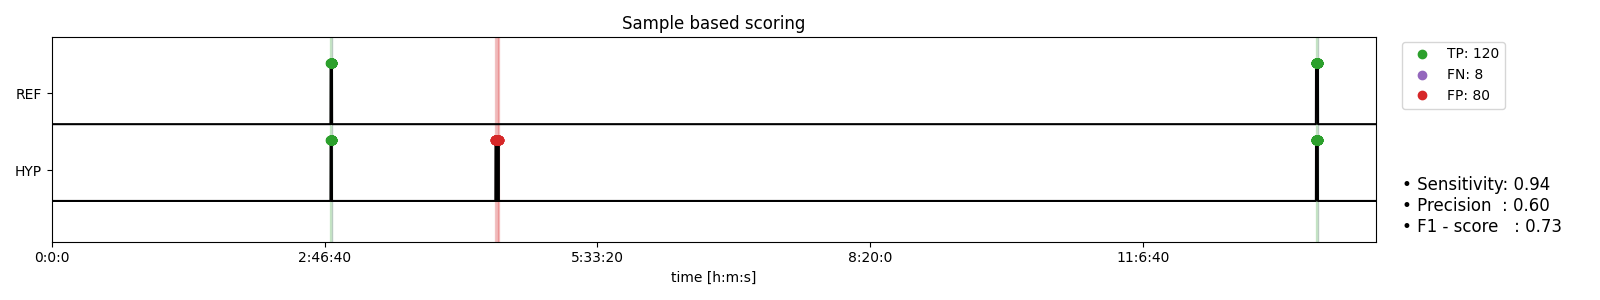 Sample based scoring
REF
HYP
0:0:0
2:46:40
5:33:20
8:20:0
11:6:40
time [h:m:s]
TP: 120
FN: 8
FP: 80
• Sensitivity: 0.94
• Precision : 0.60
• F1 - score : 0.73